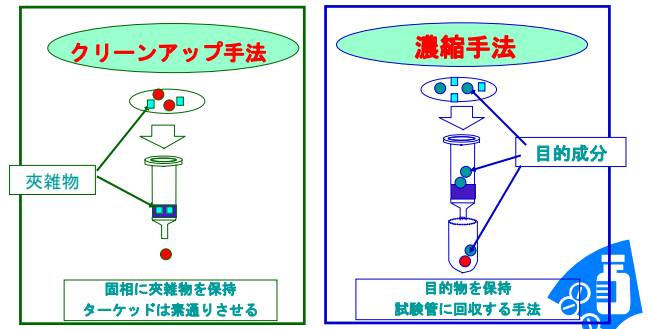 クリーンアップ手法
夾雑物
固相に夾雑物を保持
ターケッドは素通りさせる
濃縮手法
目的成分
目的物を保持
試験管に回収する手法